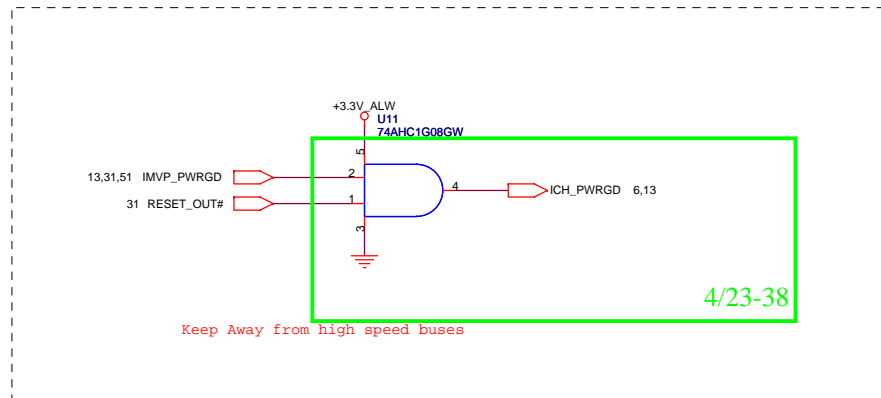 +3.3V_ALW
U11
74AHC1G08GW
5
13,31,51 IMVP_PWRGD 2
4 ICH_PWRGD 6,13
31 RESET_OUT# 1
3
4/23-38
Keep Away from high speed buses